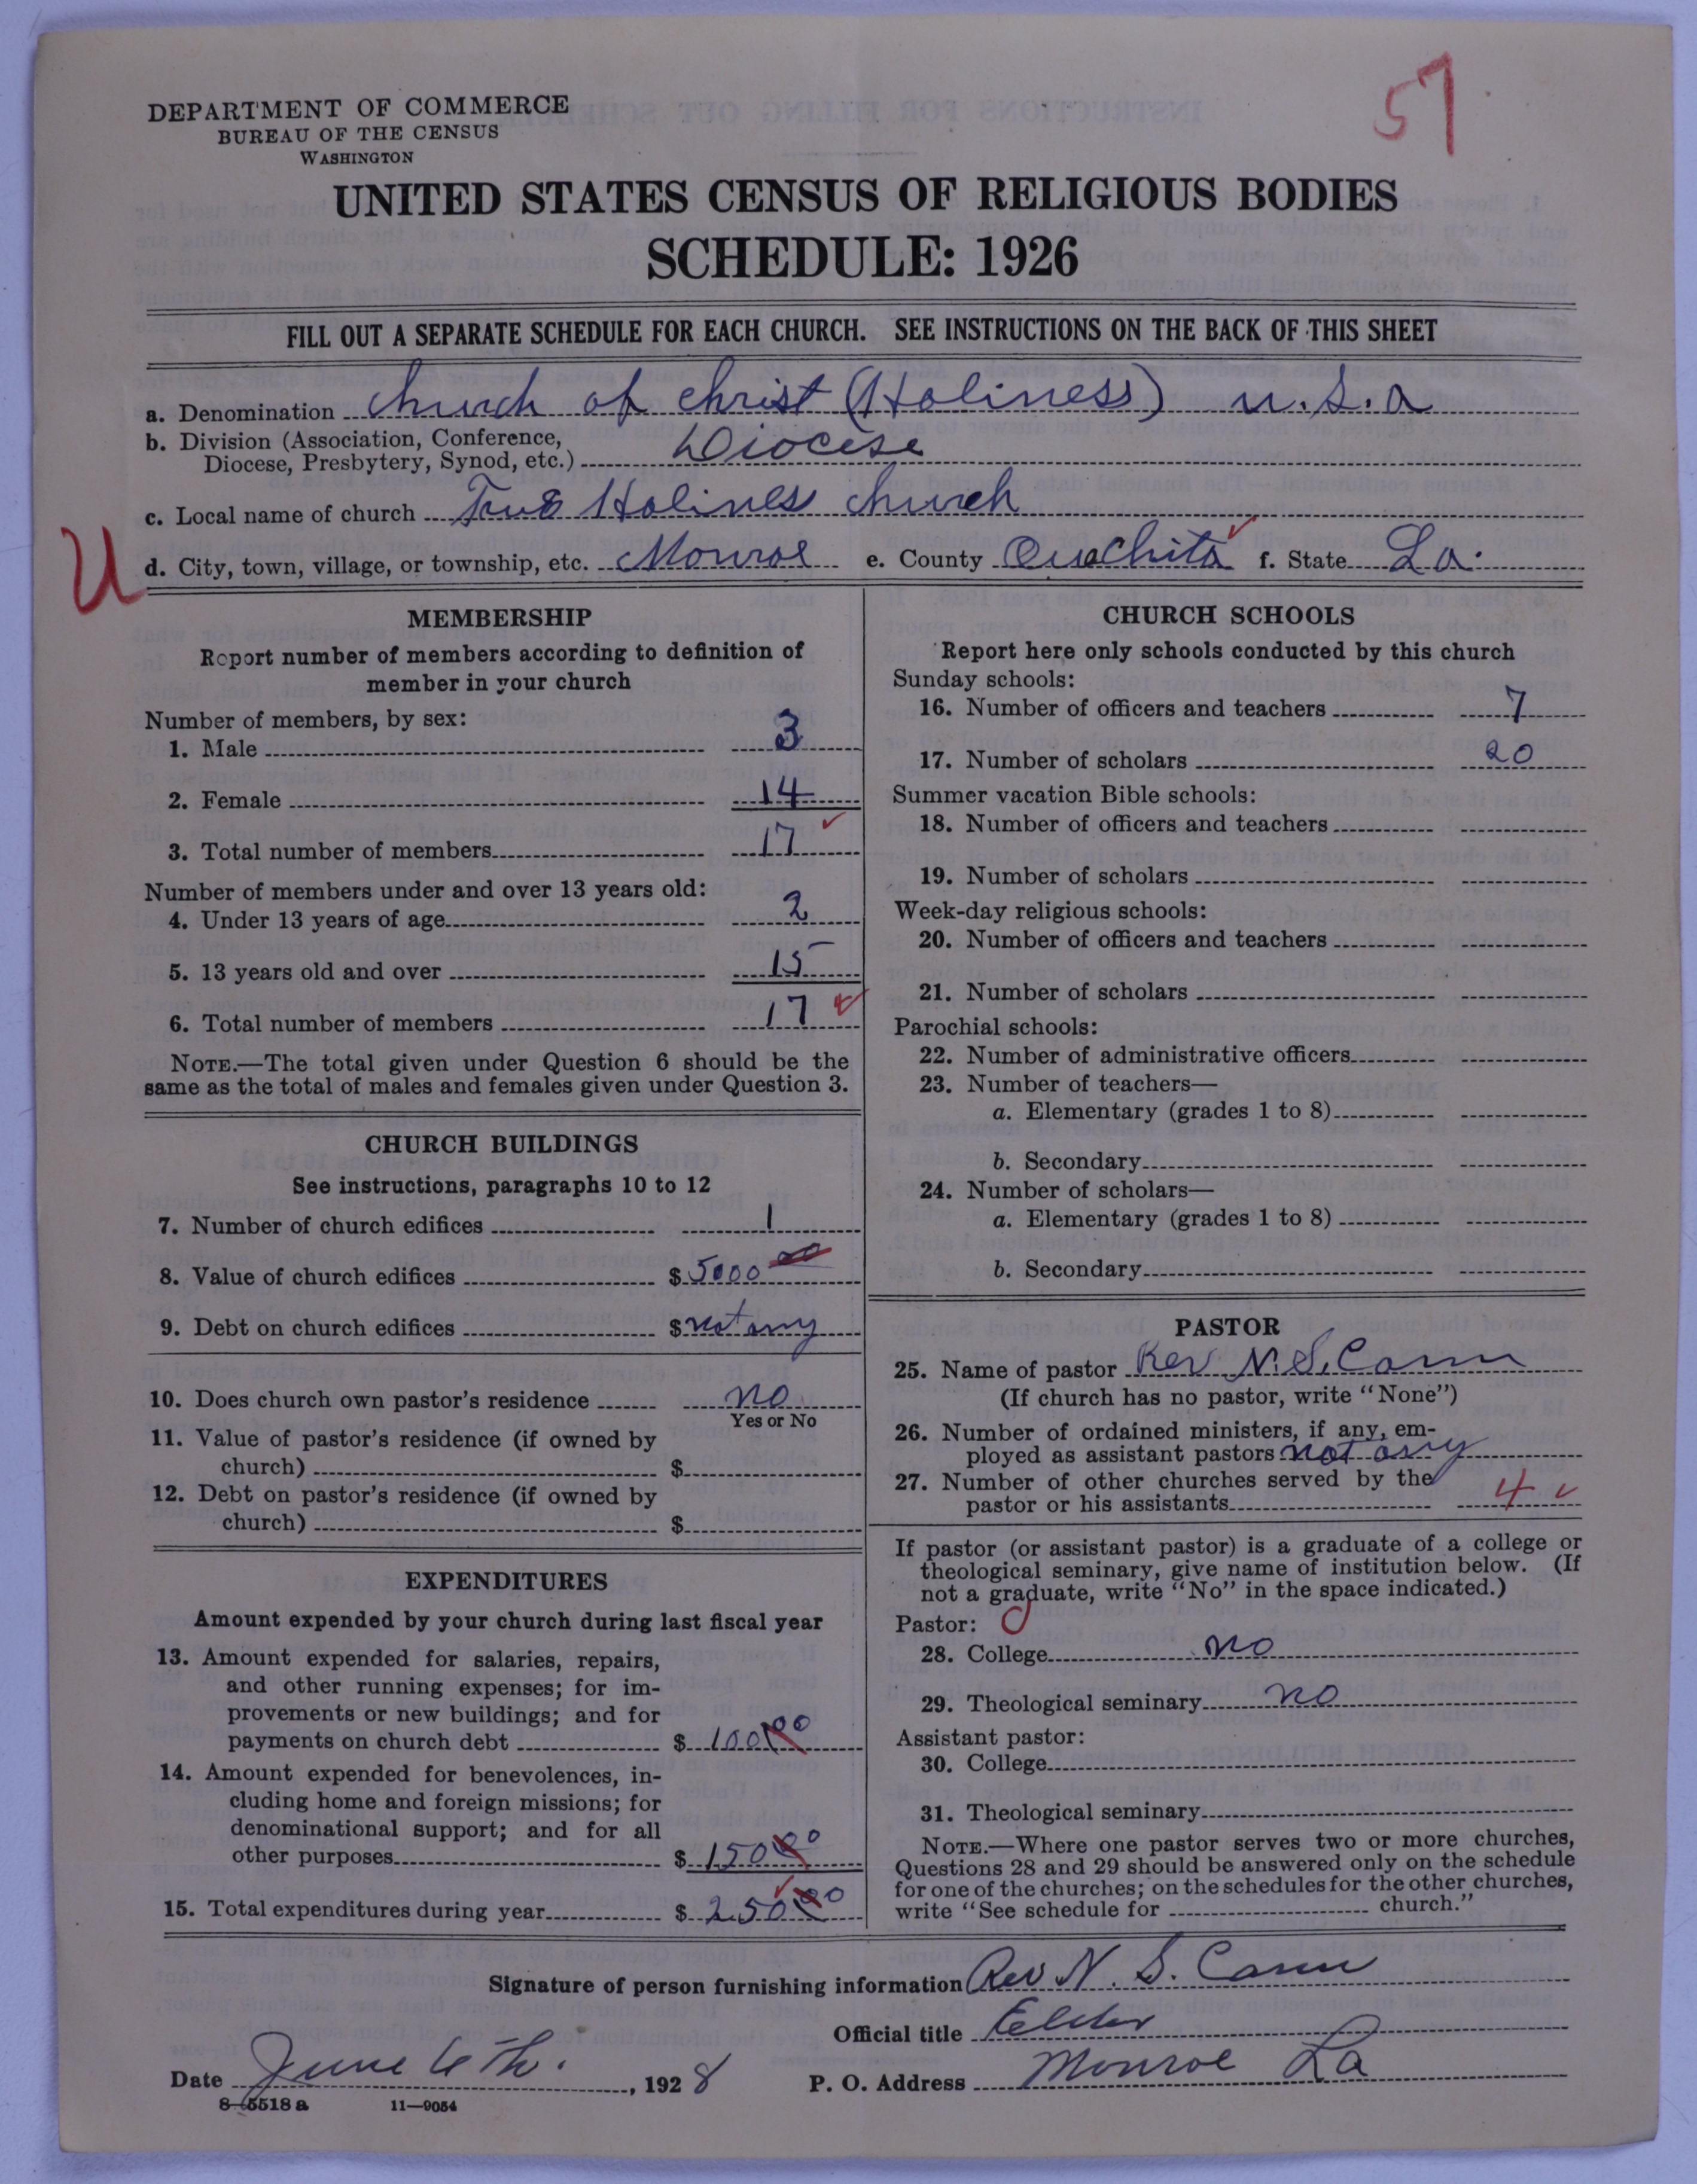 57
DEPARTMENT OF COMMERCE
BUREAU OF THE CENSUS
WASHINGTON
UNITED STATES CENSUS OF RELIGIOUS BODIES
SCHEDULE: 1926
FILL OUT A SEPARATE SCHEDULE FOR EACH CHURCH. SEE INSTRUCTIONS ON THE BACK OF THIS SHEET
a. Denomination church of christ (Holiness) u.S.a
b. Division (Association, Conference,
Diocese, Presbytery, Synod, etc.) Diocese
c. Local name of church True Holines church
U
d. City, town, village, or township, etc. Monroe e. County Ouachita f. State La.
MEMBERSHIP
Report number of members according to definition of
member in your church
Number of members, by sex:
1. Male 3
2. Female 14
3. Total number of members 17
Number of members under and over 13 years old:
4. Under 13 years of age 2
5. 13 years old and over 15
6. Total number of members 17
NOTE.—The total given under Question 6 should be the
same as the total of males and females given under Question 3.
CHURCH BUILDINGS
See instructions, paragraphs 10 to 12
7. Number of church edifices 1
8. Value of church edifices $ 5000 00
9. Debt on church edifices $ not any
10. Does church own pastor's residence no
Yes or No
11. Value of pastor's residence (if owned by
church) $
12. Debt on pastor's residence (if owned by
church) $
EXPENDITURES
Amount expended by your church during last fiscal year
13. Amount expended for salaries, repairs,
and other running expenses; for im-
provements or new buildings; and for
payments on church debt $ 100 00
14. Amount expended for benevolences, in-
cluding home and foreign missions; for
denominational support; and for all
other purposes $ 150 00
15. Total expenditures during year $ 250 00
CHURCH SCHOOLS
Report here only schools conducted by this church
Sunday schools:
16. Number of officers and teachers 7
17. Number of scholars 20
Summer vacation Bible schools:
18. Number of officers and teachers
19. Number of scholars
Week-day religious schools:
20. Number of officers and teachers
21. Number of scholars
Parochial schools:
22. Number of administrative officers
23. Number of teachers—
a. Elementary (grades 1 to 8)
b. Secondary
24. Number of scholars—
a. Elementary (grades 1 to 8)
b. Secondary
PASTOR
25. Name of pastor Rev N.S. Cann
(If church has no pastor, write "None")
26. Number of ordained ministers, if any, em-
ployed as assistant pastors not any
27. Number of other churches served by the
pastor or his assistants 4
If pastor (or assistant pastor) is a graduate of a college or
theological seminary, give name of institution below. (If
not a graduate, write "No" in the space indicated.)
Pastor:
28. College no
29. Theological seminary no
Assistant pastor:
30. College
31. Theological seminary
NOTE.—Where one pastor serves two or more churches,
Questions 28 and 29 should be answered only on the schedule
for one of the churches; on the schedules for the other churches,
write "See schedule for church."
Signature of person furnishing information Rev N. S. Cann
Official title Elder
Date June 6th. , 1928 P. O. Address Monroe La
8-5518 a 11-9054